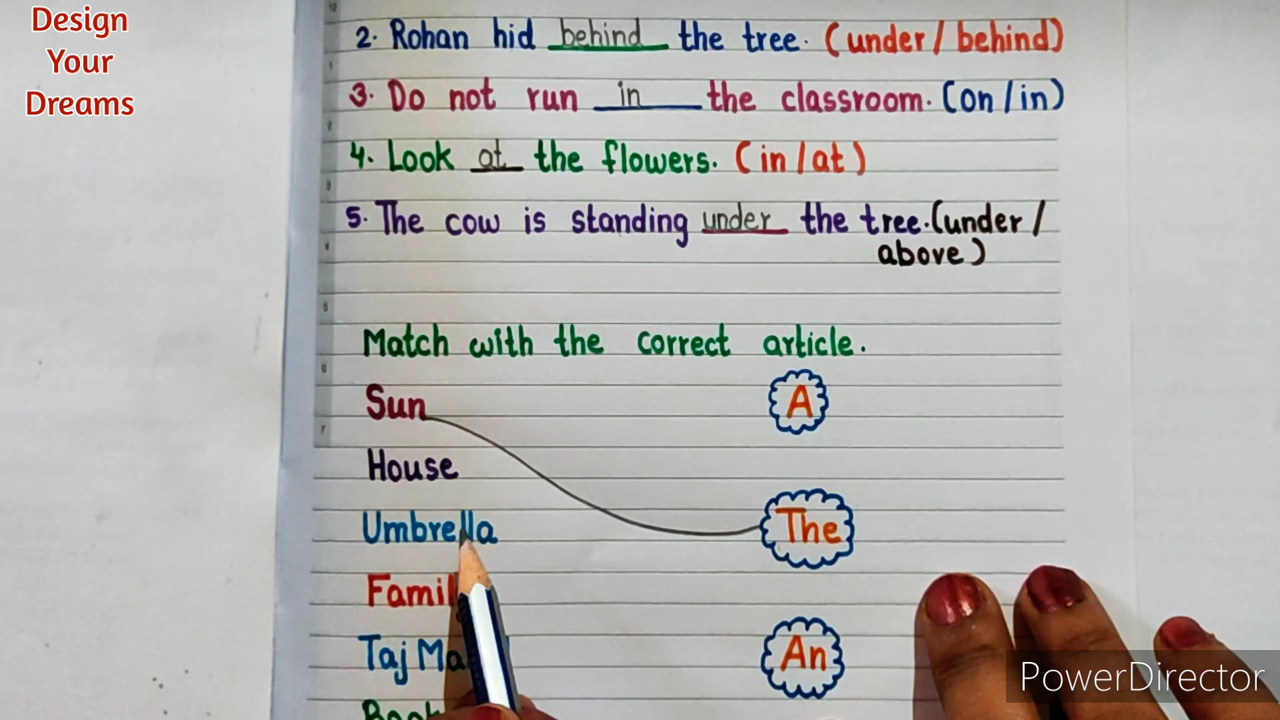 Design
Your
Dreams
2. Rohan hid behind the tree. (under / behind)
3. Do not run in the classroom. (on / in)
4. Look at the flowers. (in / at)
5. The cow is standing under the tree. (under /
above)
Match with the correct article.
Sun A
House
Umbrella The
Taj An
PowerDirector